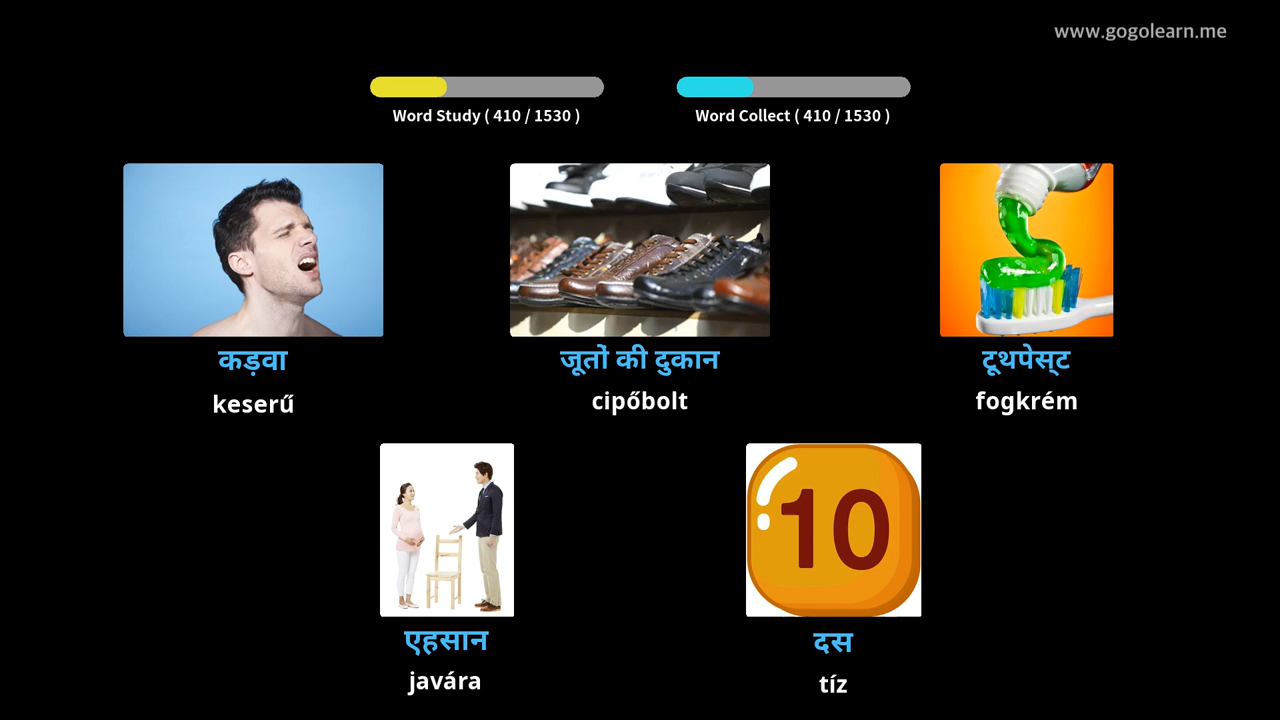 www.gogolearn.me
Word Study ( 410 / 1530 )
Word Collect ( 410 / 1530 )
कड़वा
keserű
जूतों की दुकान
cipőbolt
टूथपेस्ट
fogkrém
एहसान
javára
10
दस
tíz